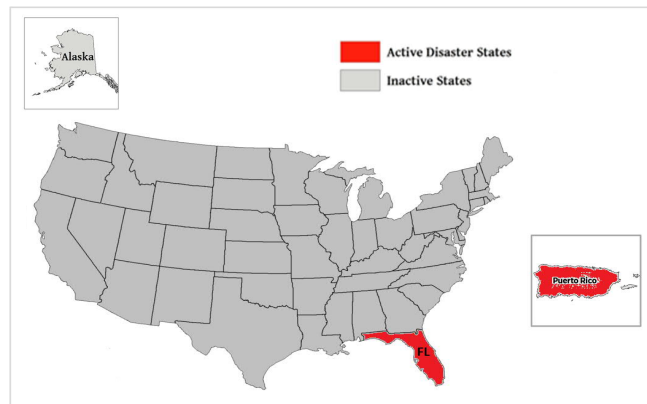 Alaska
Active Disaster States
Inactive States
Puerto Rico
FL